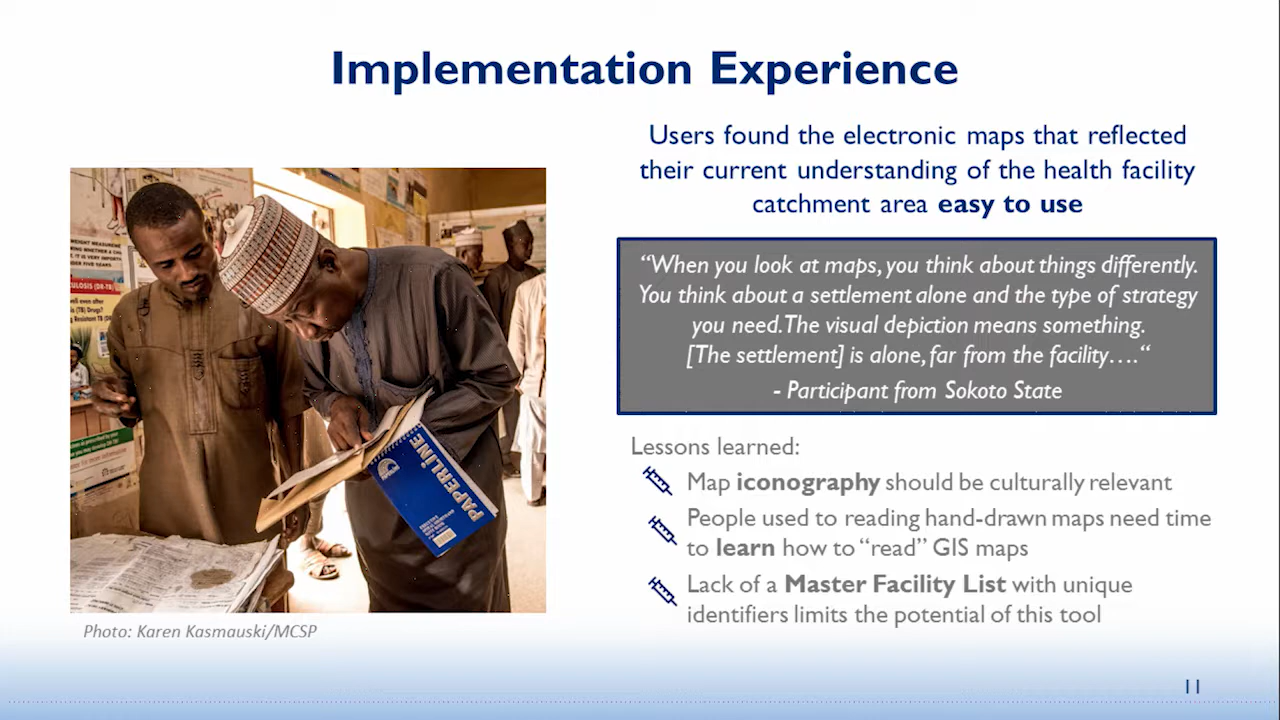 Implementation Experience
Users found the electronic maps that reflected
their current understanding of the health facility
catchment area easy to use
“When you look at maps, you think about things differently.
You think about a settlement alone and the type of strategy
you need. The visual depiction means something.
[The settlement] is alone, far from the facility….“
- Participant from Sokoto State
Lessons learned:
Map iconography should be culturally relevant
People used to reading hand-drawn maps need time
to learn how to “read” GIS maps
Lack of a Master Facility List with unique
identifiers limits the potential of this tool
PAPERLINE
Photo: Karen Kasmauski/MCSP
11